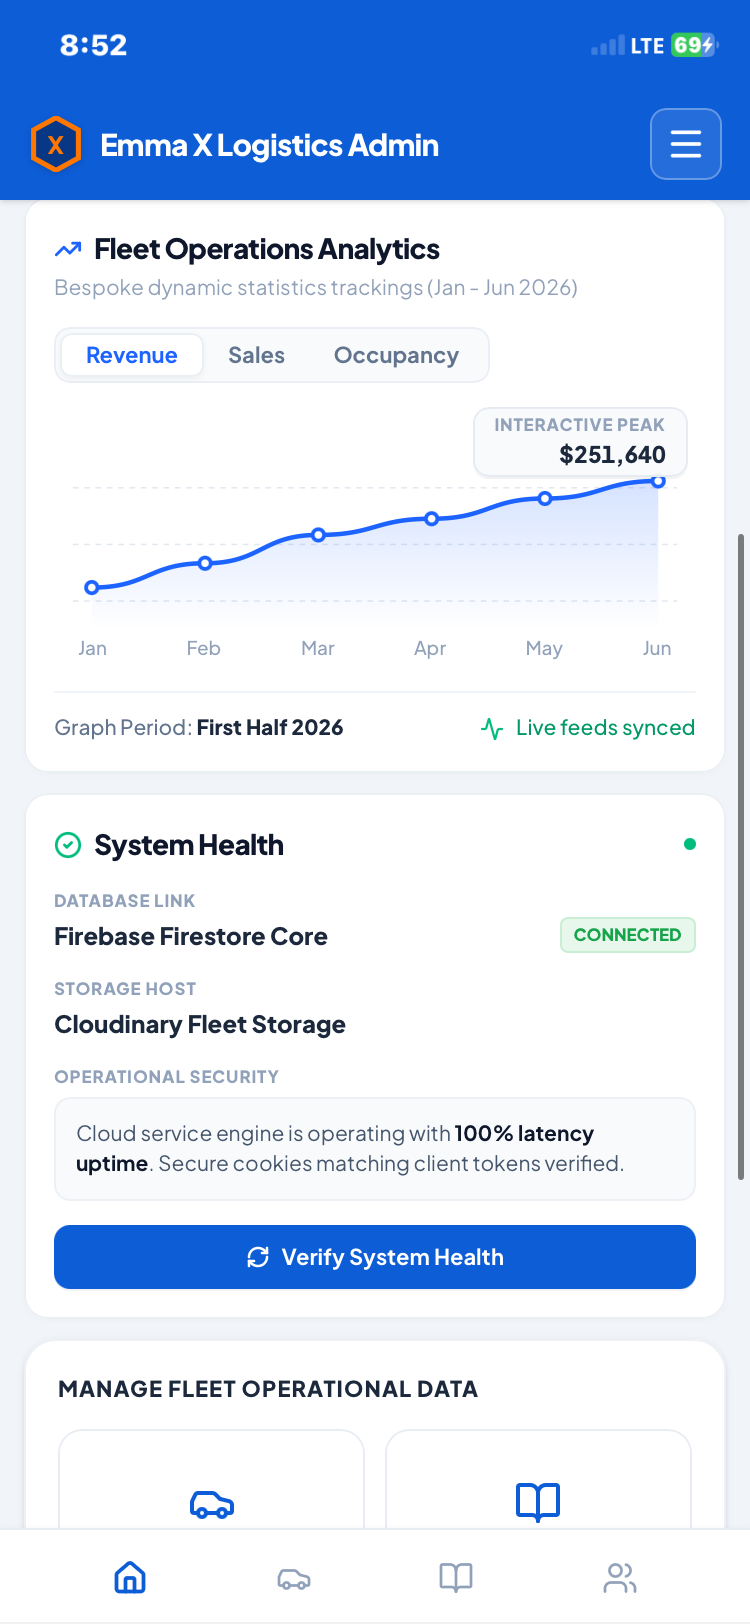 8:52
LTE 69
X
Emma X Logistics Admin
Fleet Operations Analytics
Bespoke dynamic statistics trackings (Jan - Jun 2026)
Revenue Sales Occupancy
INTERACTIVE PEAK
$251,640
Jan Feb Mar Apr May Jun
Graph Period: First Half 2026
Live feeds synced
System Health
DATABASE LINK
Firebase Firestore Core
CONNECTED
STORAGE HOST
Cloudinary Fleet Storage
OPERATIONAL SECURITY
Cloud service engine is operating with 100% latency
uptime. Secure cookies matching client tokens verified.
Verify System Health
MANAGE FLEET OPERATIONAL DATA